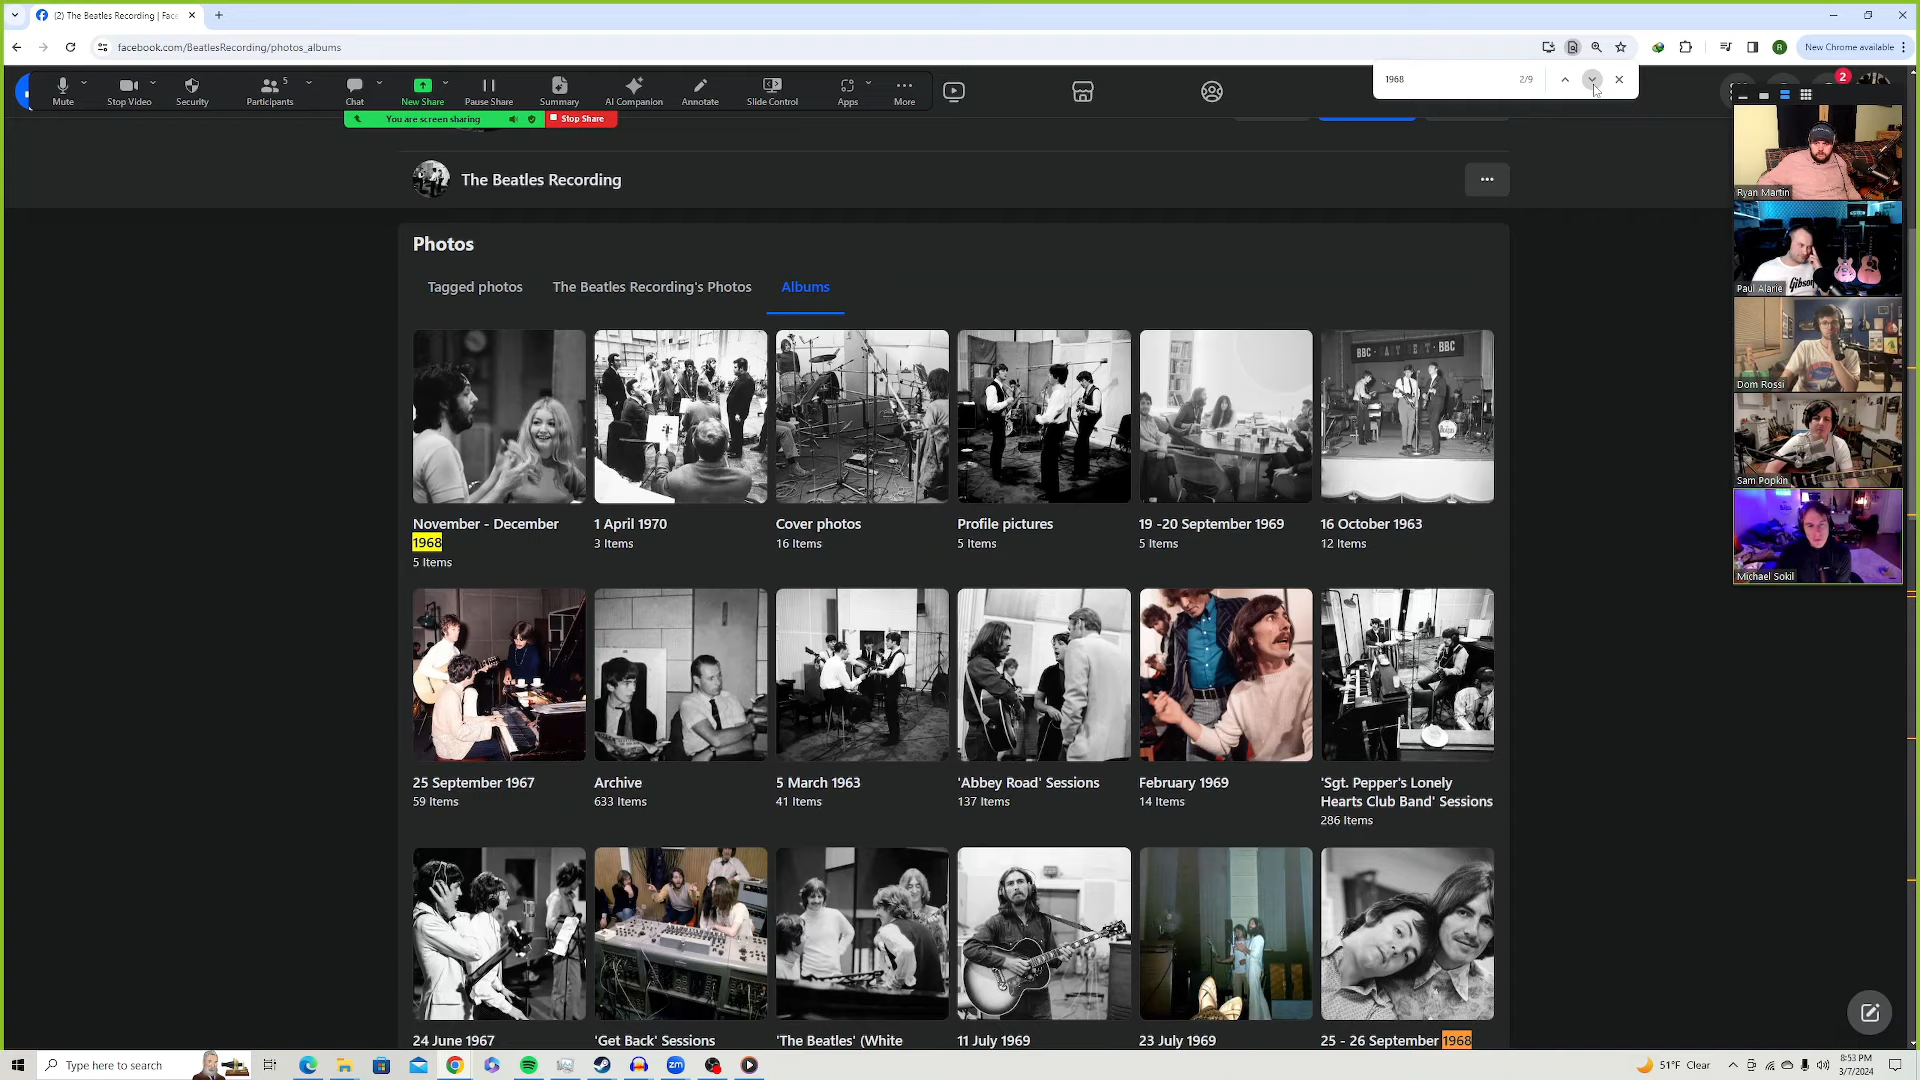 (2) The Beatles Recording | Face
facebook.com/BeatlesRecording/photos_albums
New Chrome available
1968
2/9
Mute
Stop Video
Security
5
Participants
Chat
New Share
Pause Share
Summary
AI Companion
Annotate
Slide Control
Apps
More
You are screen sharing
Stop Share
2
The Beatles Recording
Photos
Tagged photos
The Beatles Recording's Photos
Albums
November - December
1968
5 Items
1 April 1970
3 Items
Cover photos
16 Items
Profile pictures
5 Items
19 -20 September 1969
5 Items
16 October 1963
12 Items
25 September 1967
59 Items
Archive
633 Items
5 March 1963
41 Items
'Abbey Road' Sessions
137 Items
February 1969
14 Items
'Sgt. Pepper's Lonely
Hearts Club Band' Sessions
286 Items
24 June 1967
'Get Back' Sessions
'The Beatles' (White
11 July 1969
23 July 1969
25 - 26 September 1968
Ryan Martin
Paul Alarie
Gibson
Dom Rossi
Sam Popkin
Michael Sokil
Type here to search
51°F Clear
8:53 PM
3/7/2024